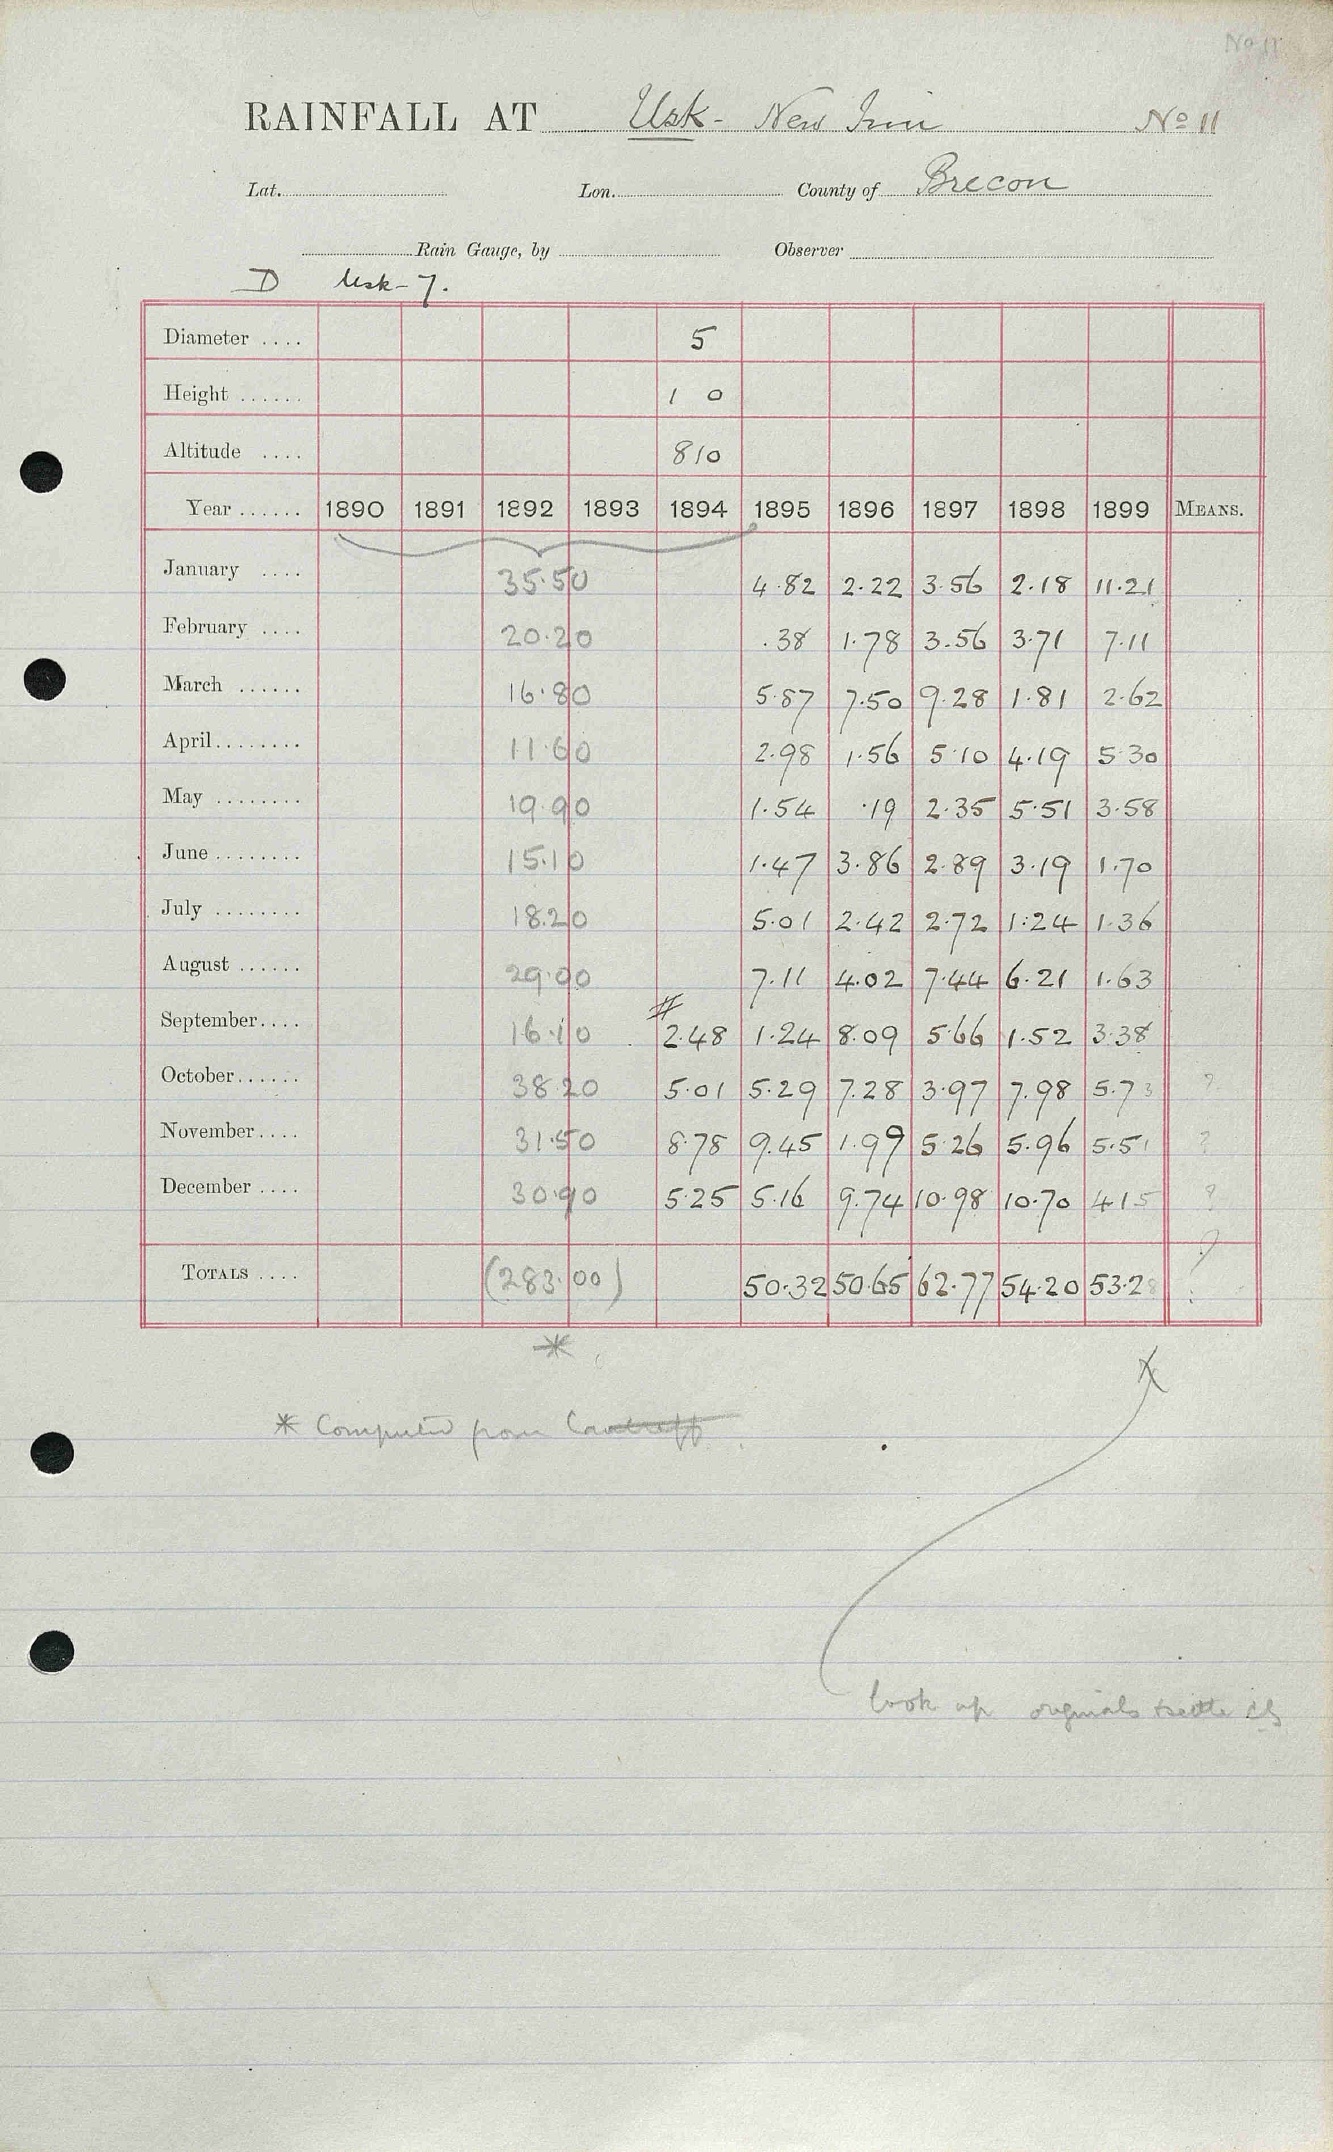 No 11
RAINFALL AT Usk - New Inn No 11
Lat. Lon. County of Brecon
Rain Gauge, by Observer
D Usk - 7.
Diameter .... 5
Height ...... 1 0
Altitude .... 810
Year ...... 1890 1891 1892 1893 1894 1895 1896 1897 1898 1899 MEANS.
January .... 35.50 4.82 2.22 3.56 2.18 11.21
February .... 20.20 .38 1.78 3.56 3.71 7.11
March ...... 16.80 5.87 7.50 9.28 1.81 2.62
April........ 11.60 2.98 1.56 5.10 4.19 5.30
May ........ 19.90 1.54 .19 2.35 5.51 3.58
June ........ 15.10 1.47 3.86 2.89 3.19 1.70
July ........ 18.20 5.01 2.42 2.72 1.24 1.36
August ...... 29.00 7.11 4.02 7.44 6.21 1.63
September.... 16.10 # 2.48 1.24 8.09 5.66 1.52 3.38
October...... 38.20 5.01 5.29 7.28 3.97 7.98 5.73 ?
November.... 31.50 8.78 9.45 1.99 5.26 5.96 5.51 ?
December .... 30.90 5.25 5.16 9.74 10.98 10.70 4.15 ?
TOTALS .... (283.00) 50.32 50.65 62.77 54.20 53.28 ?
*
* Computed from Cantreff
look up originals